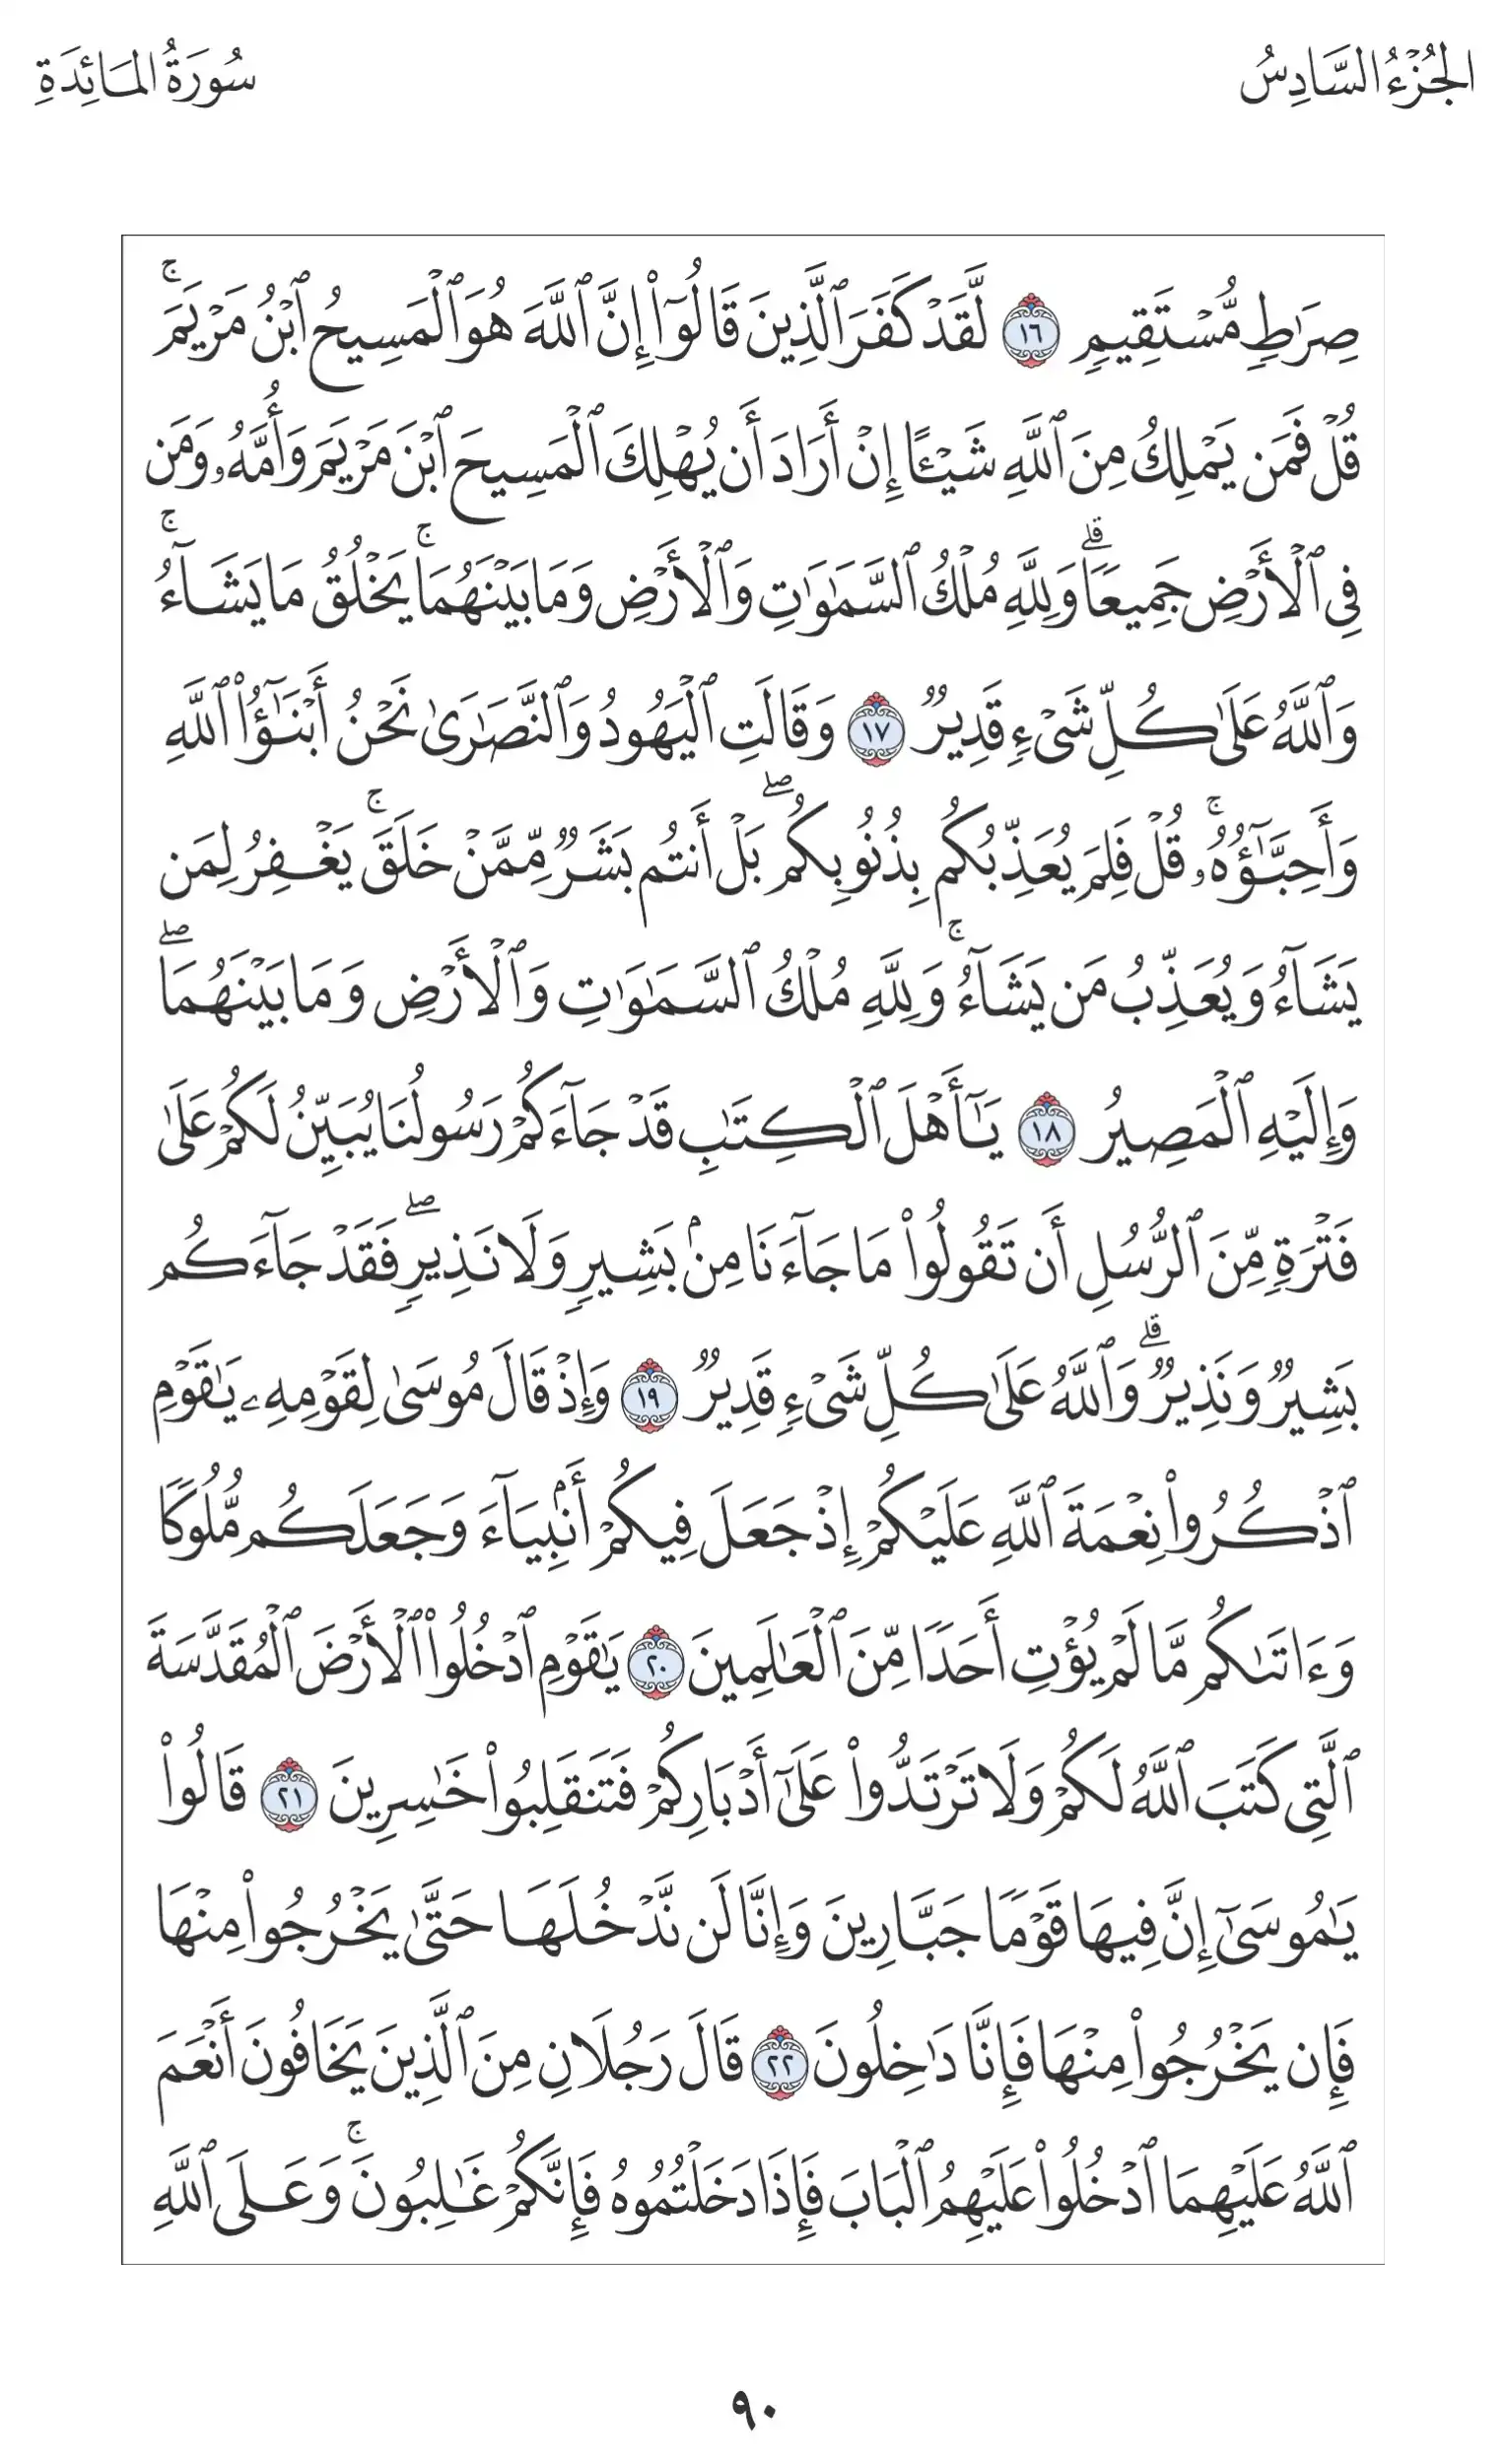 الجُزْءُ السَّادِسُ
سُورَةُ المَائِدَةِ
صِرَٰطٍ مُّسْتَقِيمٍ ١٦ لَّقَدْ كَفَرَ ٱلَّذِينَ قَالُوٓا۟ إِنَّ ٱللَّهَ هُوَ ٱلْمَسِيحُ ٱبْنُ مَرْيَمَ ۚ
قُلْ فَمَن يَمْلِكُ مِنَ ٱللَّهِ شَيْـًٔا إِنْ أَرَادَ أَن يُهْلِكَ ٱلْمَسِيحَ ٱبْنَ مَرْيَمَ وَأُمَّهُۥ وَمَن
فِى ٱلْأَرْضِ جَمِيعًا ۗ وَلِلَّهِ مُلْكُ ٱلسَّمَٰوَٰتِ وَٱلْأَرْضِ وَمَا بَيْنَهُمَا ۚ يَخْلُقُ مَا يَشَآءُ ۚ
وَٱللَّهُ عَلَىٰ كُلِّ شَىْءٍ قَدِيرٌ ١٧ وَقَالَتِ ٱلْيَهُودُ وَٱلنَّصَٰرَىٰ نَحْنُ أَبْنَٰٓؤُا۟ ٱللَّهِ
وَأَحِبَّٰٓؤُهُۥ ۚ قُلْ فَلِمَ يُعَذِّبُكُم بِذُنُوبِكُم ۖ بَلْ أَنتُم بَشَرٌ مِّمَّنْ خَلَقَ ۚ يَغْفِرُ لِمَن
يَشَآءُ وَيُعَذِّبُ مَن يَشَآءُ ۚ وَلِلَّهِ مُلْكُ ٱلسَّمَٰوَٰتِ وَٱلْأَرْضِ وَمَا بَيْنَهُمَا ۖ
وَإِلَيْهِ ٱلْمَصِيرُ ١٨ يَٰٓأَهْلَ ٱلْكِتَٰبِ قَدْ جَآءَكُمْ رَسُولُنَا يُبَيِّنُ لَكُمْ عَلَىٰ
فَتْرَةٍ مِّنَ ٱلرُّسُلِ أَن تَقُولُوا۟ مَا جَآءَنَا مِنۢ بَشِيرٍ وَلَا نَذِيرٍ ۖ فَقَدْ جَآءَكُم
بَشِيرٌ وَنَذِيرٌ ۗ وَٱللَّهُ عَلَىٰ كُلِّ شَىْءٍ قَدِيرٌ ١٩ وَإِذْ قَالَ مُوسَىٰ لِقَوْمِهِۦ يَٰقَوْمِ
ٱذْكُرُوا۟ نِعْمَةَ ٱللَّهِ عَلَيْكُمْ إِذْ جَعَلَ فِيكُمْ أَنۢبِيَآءَ وَجَعَلَكُم مُّلُوكًا
وَءَاتَىٰكُم مَّا لَمْ يُؤْتِ أَحَدًا مِّنَ ٱلْعَٰلَمِينَ ٢٠ يَٰقَوْمِ ٱدْخُلُوا۟ ٱلْأَرْضَ ٱلْمُقَدَّسَةَ
ٱلَّتِى كَتَبَ ٱللَّهُ لَكُمْ وَلَا تَرْتَدُّوا۟ عَلَىٰٓ أَدْبَارِكُمْ فَتَنقَلِبُوا۟ خَٰسِرِينَ ٢١ قَالُوا۟
يَٰمُوسَىٰٓ إِنَّ فِيهَا قَوْمًا جَبَّارِينَ وَإِنَّا لَن نَّدْخُلَهَا حَتَّىٰ يَخْرُجُوا۟ مِنْهَا
فَإِن يَخْرُجُوا۟ مِنْهَا فَإِنَّا دَٰخِلُونَ ٢٢ قَالَ رَجُلَانِ مِنَ ٱلَّذِينَ يَخَافُونَ أَنْعَمَ
ٱللَّهُ عَلَيْهِمَا ٱدْخُلُوا۟ عَلَيْهِمُ ٱلْبَابَ فَإِذَا دَخَلْتُمُوهُ فَإِنَّكُمْ غَٰلِبُونَ ۚ وَعَلَى ٱللَّهِ
٩٠